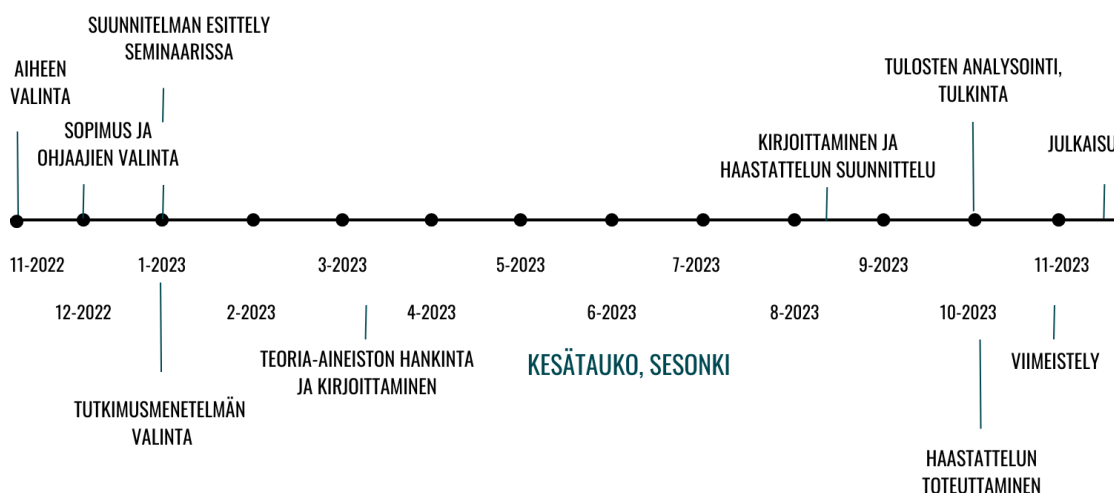 SUUNNITELMAN ESITTELY
SEMINAARISSA
AIHEEN
VALINTA
SOPIMUS JA
OHJAAJIEN VALINTA
TULOSTEN ANALYSOINTI,
TULKINTA
KIRJOITTAMINEN JA
HAASTATTELUN SUUNNITTELU
JULKAISU
11-2022
1-2023
3-2023
5-2023
7-2023
9-2023
11-2023
12-2022
2-2023
4-2023
6-2023
8-2023
10-2023
TEORIA-AINEISTON HANKINTA
JA KIRJOITTAMINEN
KESÄTAUKO, SESONKI
VIIMEISTELY
TUTKIMUSMENETELMÄN
VALINTA
HAASTATTELUN
TOTEUTTAMINEN